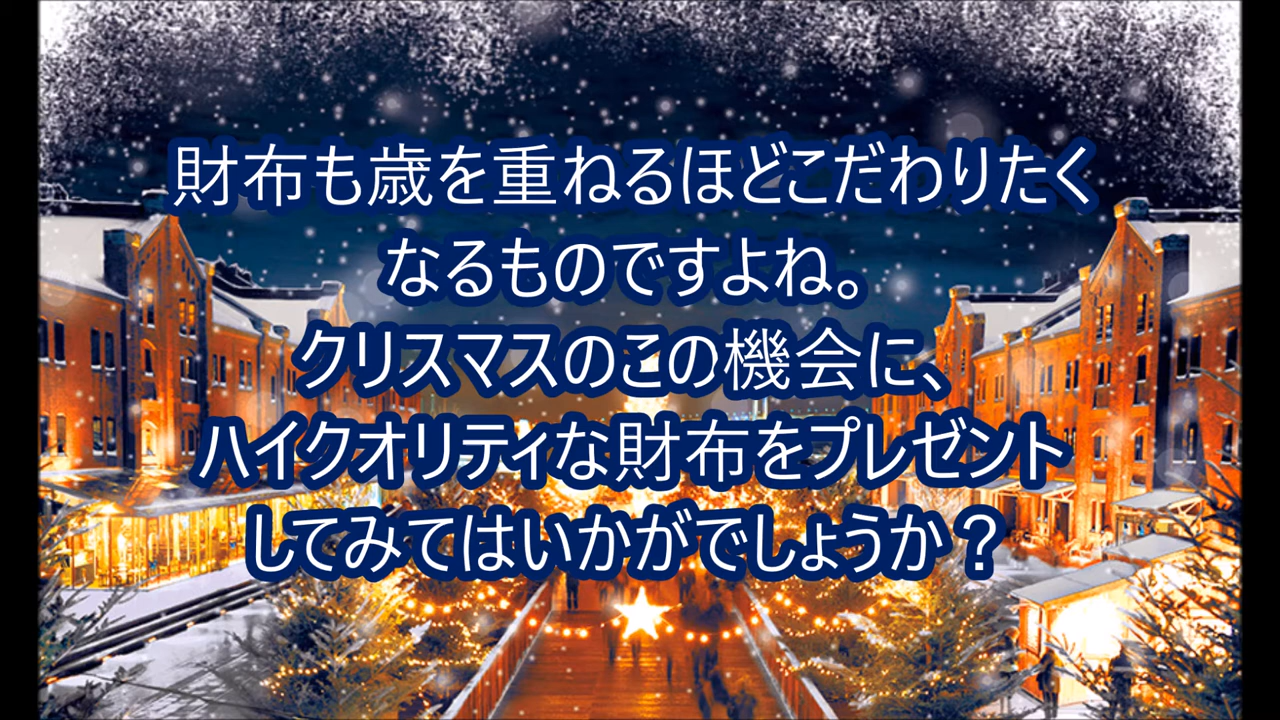 財布も歳を重ねるほどこだわりたく
なるものですよね。
クリスマスのこの機会に、
ハイクオリティな財布をプレゼント
してみてはいかがでしょうか？